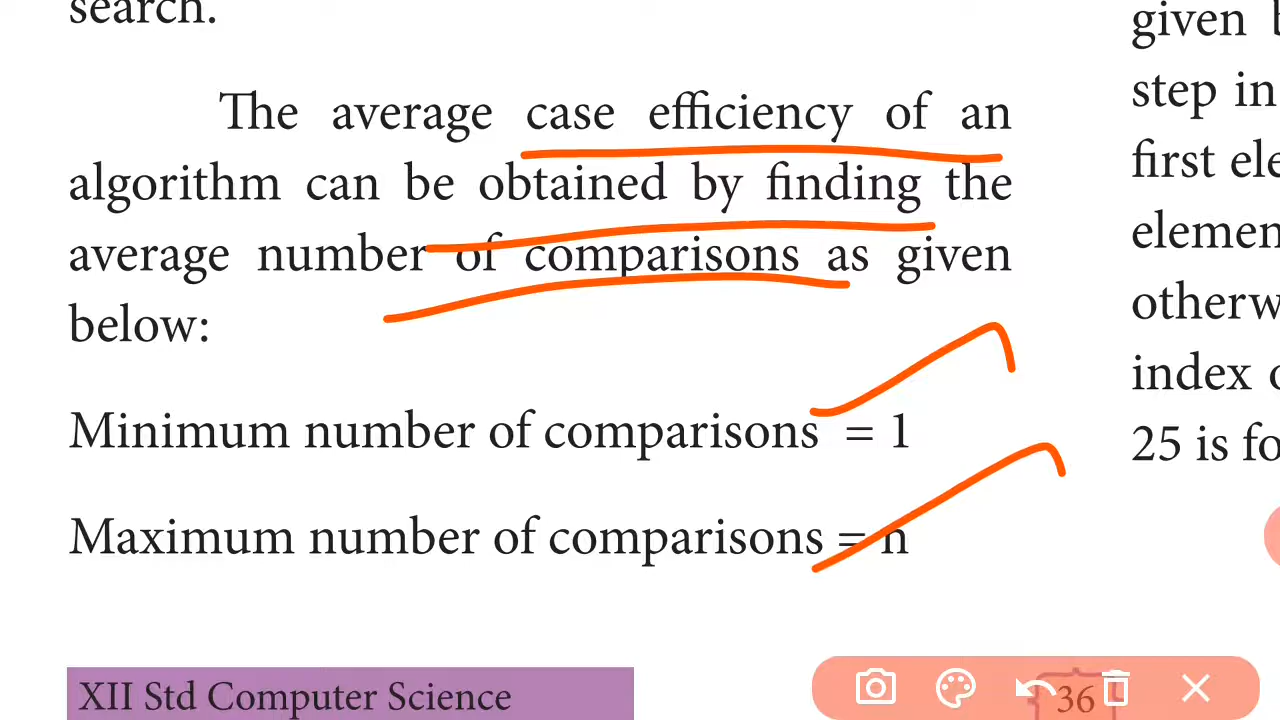 search.
The average case efficiency of an
algorithm can be obtained by finding the
average number of comparisons as given
below:
Minimum number of comparisons = 1
Maximum number of comparisons = n
XII Std Computer Science
36
given
step in
first ele
elemen
otherw
index
25 is fo